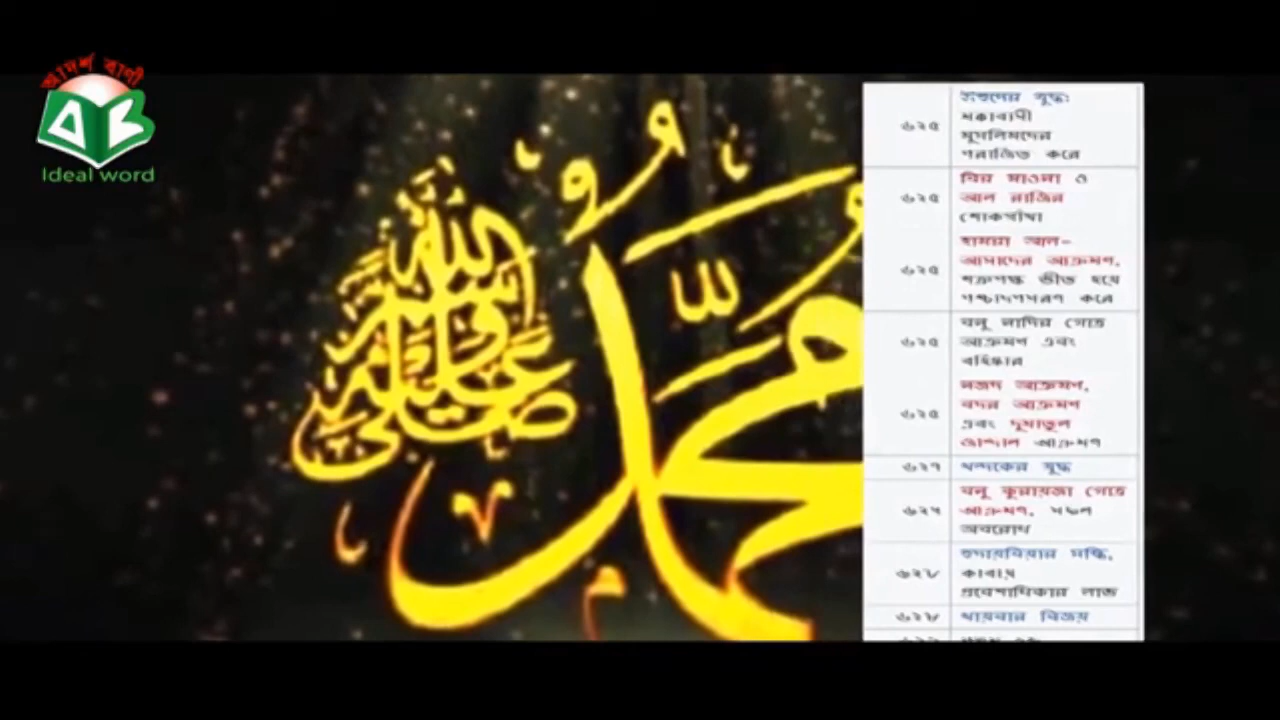 আদর্শ বাণী
Ideal word
محمد
صلى الله عليه وسلم
৬২৫
উহুদের যুদ্ধ:
মক্কাবাসী
মুসলিমদের
পরাজিত করে
৬২৫
বির মাওনা ও
আল রাজির
শোকগাঁথা
৬২৫
হামরা আল-
আসাদের আক্রমণ,
শত্রুপক্ষ ভীত হয়ে
পশ্চাদপসরণ করে
৬২৫
বনু নাদির গোত্রে
আক্রমণ এবং
বহিষ্কার
৬২৫
নজদ আক্রমণ,
বদর আক্রমণ
এবং দুমাতুল
জান্দাল আক্রমণ
৬২৭
খন্দকের যুদ্ধ
৬২৭
বনু কুরায়জা গোত্রে
আক্রমণ, সফল
অবরোধ
৬২৮
হুদায়বিয়ার সন্ধি,
কাবায়
প্রবেশাধিকার লাভ
৬২৮
খায়বার বিজয়